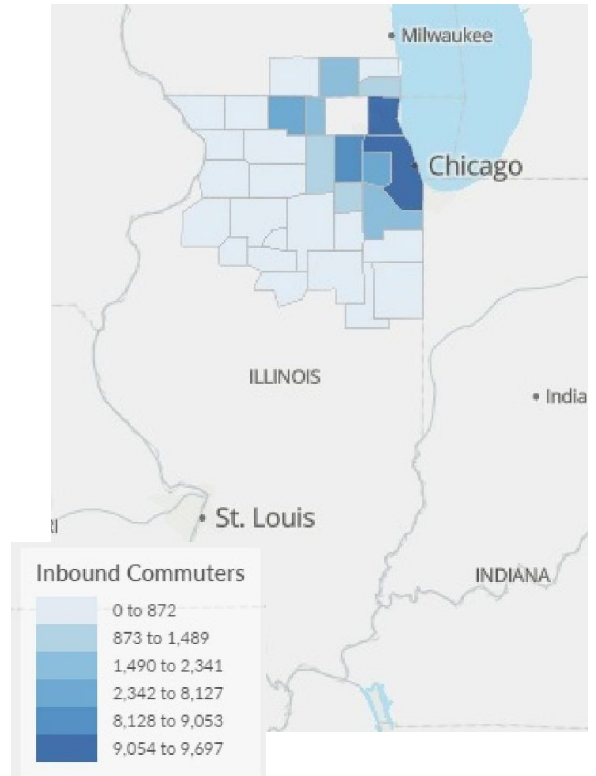 Milwaukee
Chicago
ILLINOIS
India
St. Louis
RI
INDIANA
Inbound Commuters
0 to 872
873 to 1,489
1,490 to 2,341
2,342 to 8,127
8,128 to 9,053
9,054 to 9,697